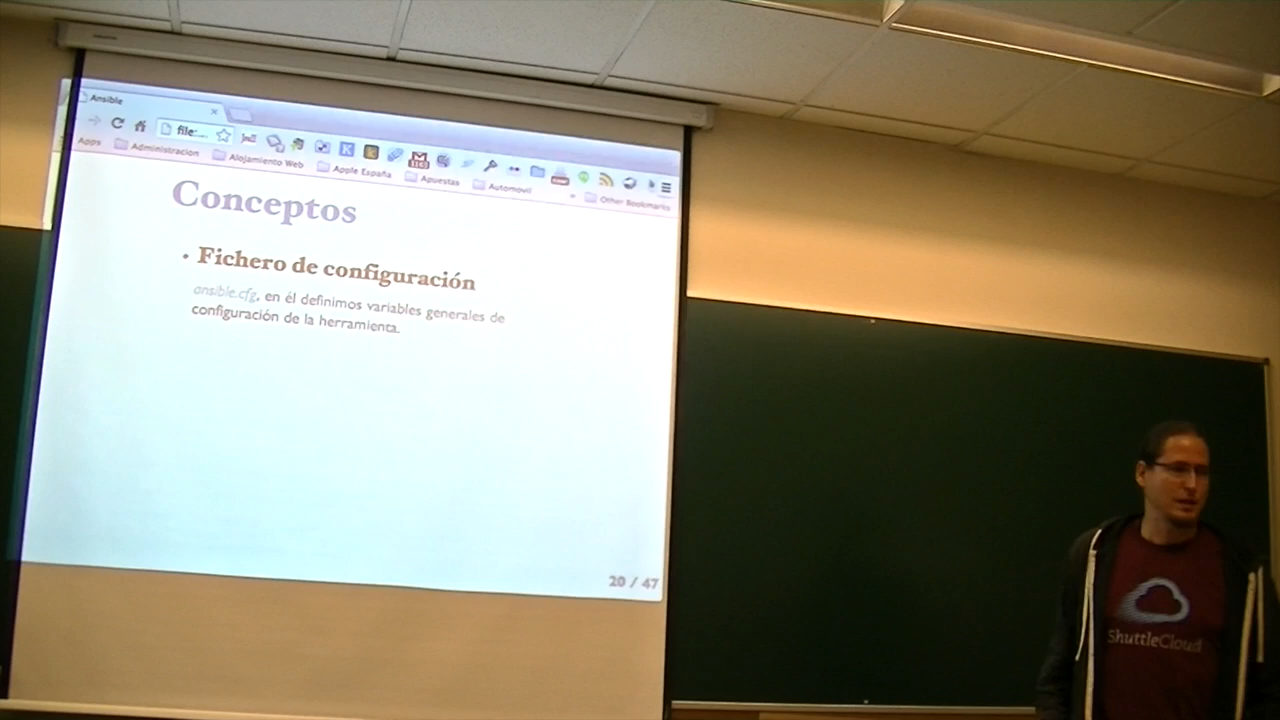 Ansible
file:...
Apps
Administracion
Alojamiento Web
Apple España
Apuestas
Automovil
»
Other Bookmarks
Conceptos
• Fichero de configuración
ansible.cfg, en él definimos variables generales de
configuración de la herramienta.
20 / 47
ShuttleCloud